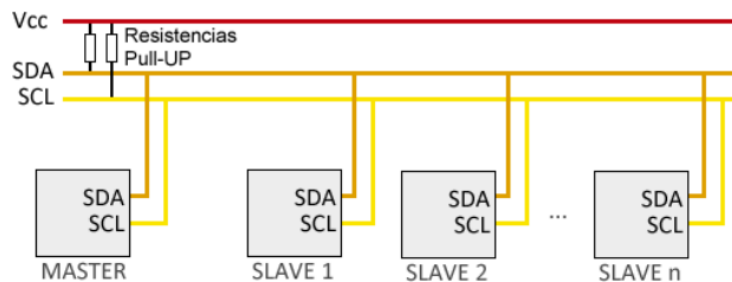 Vcc
Resistencias
Pull-UP
SDA
SCL
SDA
SCL
MASTER
SDA
SCL
SLAVE 1
SDA
SCL
SLAVE 2
...
SDA
SCL
SLAVE n